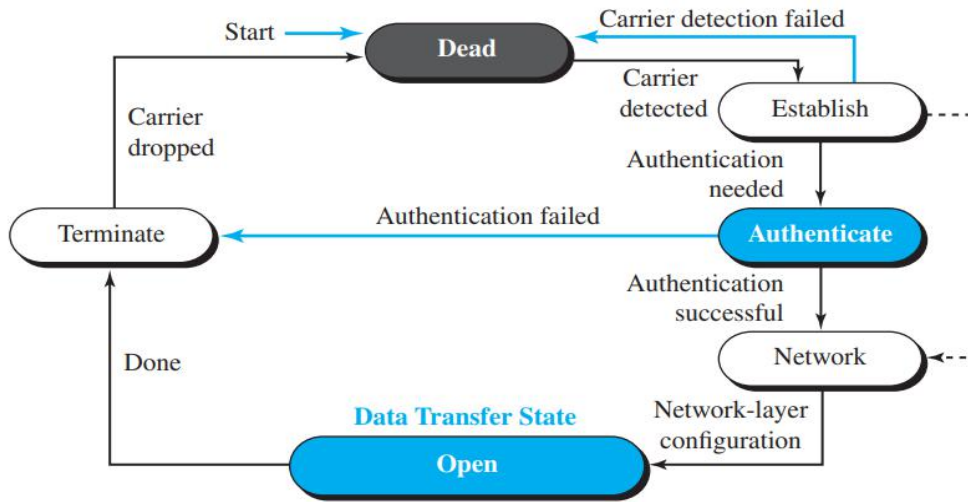 Start
Dead
Carrier detection failed
Carrier
detected
Establish
Carrier
dropped
Authentication
needed
Terminate
Authentication failed
Authenticate
Authentication
successful
Network
Done
Data Transfer State
Network-layer
configuration
Open